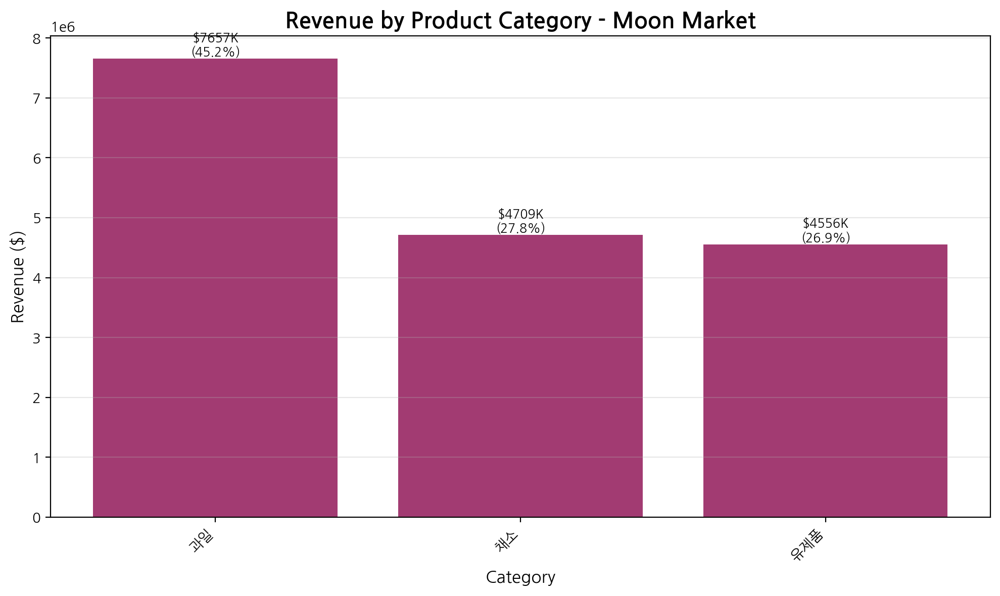 Revenue by Product Category - Moon Market
1e6
8
7
6
5
4
3
2
1
0
Revenue ($)
$7657K
(45.2%)
$4709K
(27.8%)
$4556K
(26.9%)
과일
채소
유제품
Category